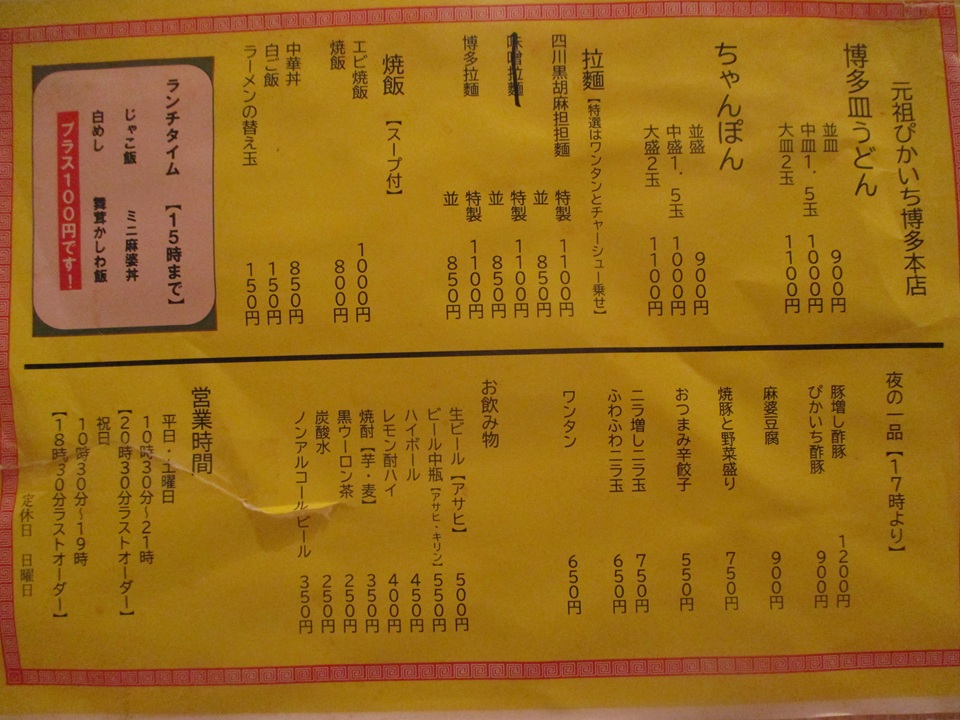 元祖ぴかいち博多本店
博多皿うどん
並皿 900円
中皿1．5玉 1000円
大皿2玉 1100円
ちゃんぽん
並盛 900円
中盛1．5玉 1000円
大盛2玉 1100円
拉麺【特選はワンタンとチャーシュー乗せ】
四川黒胡麻担担麺 特製 1100円
並 850円
味噌拉麺 特製 1100円
並 850円
博多拉麺 特製 1100円
並 850円
焼飯【スープ付】
エビ焼飯 1000円
焼飯 800円
中華丼 850円
白ご飯 150円
ラーメンの替え玉 150円
ランチタイム【15時まで】
じゃこ飯 ミニ麻婆丼
白めし 舞茸かしわ飯
プラス100円です！
夜の一品【17時より】
豚増し酢豚 1200円
ぴかいち酢豚 900円
麻婆豆腐 900円
焼豚と野菜盛り 750円
おつまみ辛餃子 550円
ニラ増しニラ玉 750円
ふわふわニラ玉 650円
ワンタン 650円
お飲み物
生ビール【アサヒ】 500円
ビール中瓶【アサヒ・キリン】 550円
ハイボール 450円
レモン酎ハイ 400円
焼酎【芋・麦】 350円
黒ウーロン茶 250円
炭酸水 250円
ノンアルコールビール 350円
営業時間
平日・土曜日
10時30分～21時
【20時30分ラストオーダー】
祝日
10時30分～19時
【18時30分ラストオーダー】
定休日 日曜日